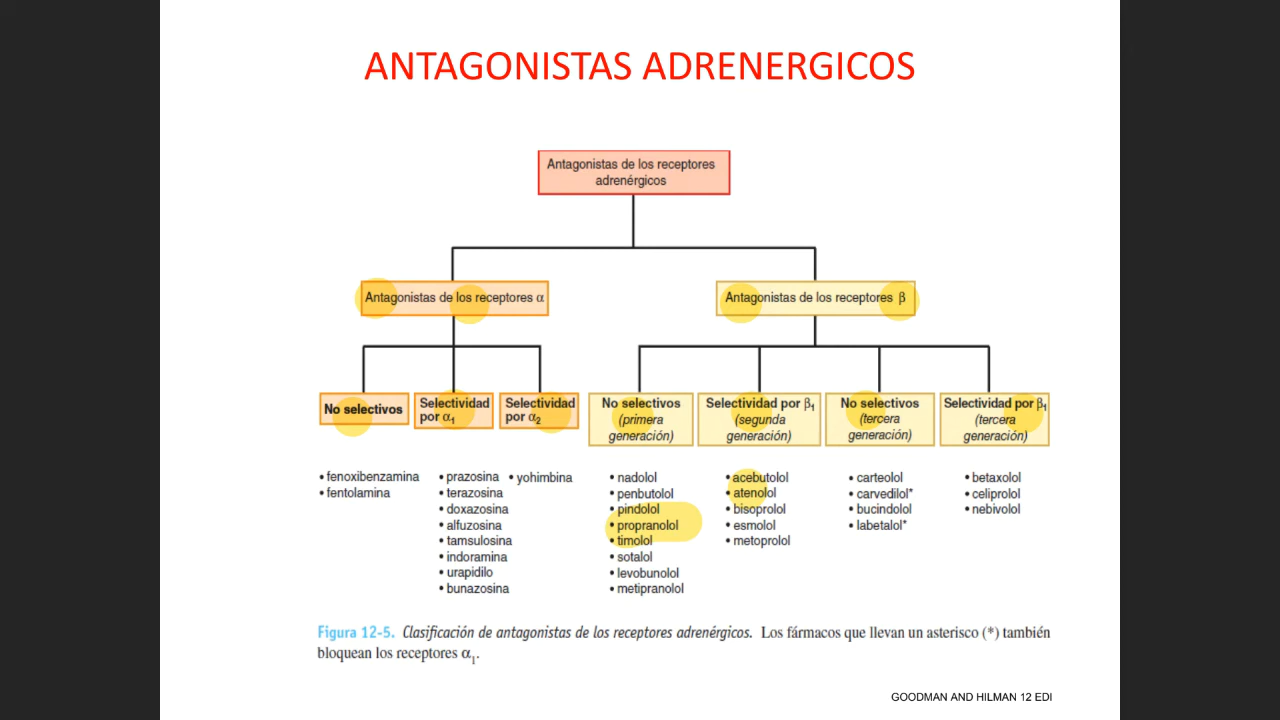 ANTAGONISTAS ADRENERGICOS
Antagonistas de los receptores
adrenérgicos
Antagonistas de los receptores α
Antagonistas de los receptores β
No selectivos
Selectividad
por α1
Selectividad
por α2
No selectivos
(primera
generación)
Selectividad por β1
(segunda
generación)
No selectivos
(tercera
generación)
Selectividad por β1
(tercera
generación)
• fenoxibenzamina
• fentolamina
• prazosina
• terazosina
• doxazosina
• alfuzosina
• tamsulosina
• indoramina
• urapidilo
• bunazosina
• yohimbina
• nadolol
• penbutolol
• pindolol
• propranolol
• timolol
• sotalol
• levobunolol
• metipranolol
• acebutolol
• atenolol
• bisoprolol
• esmolol
• metoprolol
• carteolol
• carvedilol*
• bucindolol
• labetalol*
• betaxolol
• celiprolol
• nebivolol
Figura 12-5. Clasificación de antagonistas de los receptores adrenérgicos. Los fármacos que llevan un asterisco (*) también
bloquean los receptores α1.
GOODMAN AND HILMAN 12 EDI